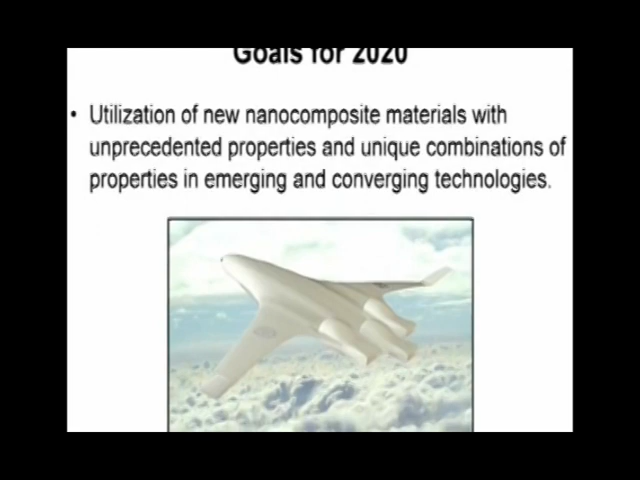 Goals for 2020
• Utilization of new nanocomposite materials with
unprecedented properties and unique combinations of
properties in emerging and converging technologies.